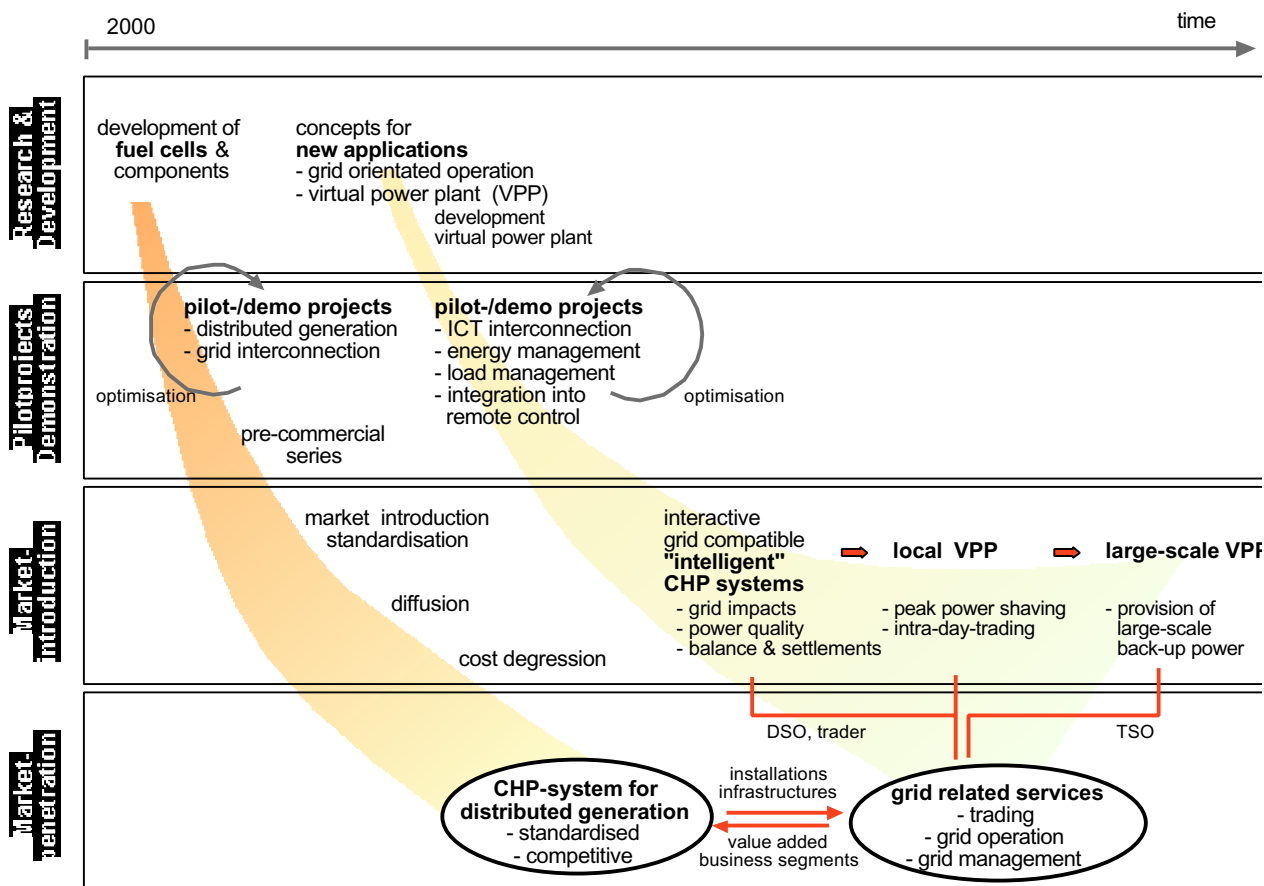 2000
time
Research &
Development
development of
fuel cells &
components
concepts for
new applications
- grid orientated operation
- virtual power plant (VPP)
development
virtual power plant
Pilotprojects
Demonstration
pilot-/demo projects
- distributed generation
- grid interconnection
optimisation
pre-commercial
series
pilot-/demo projects
- ICT interconnection
- energy management
- load management
- integration into
remote control
optimisation
Market-
introduction
market introduction
standardisation
diffusion
cost degression
interactive
grid compatible
"intelligent"
CHP systems
- grid impacts
- power quality
- balance & settlements
local VPP
- peak power shaving
- intra-day-trading
large-scale VPP
- provision of
large-scale
back-up power
Market-
penetration
DSO, trader
TSO
CHP-system for
distributed generation
- standardised
- competitive
installations
infrastructures
value added
business segments
grid related services
- trading
- grid operation
- grid management